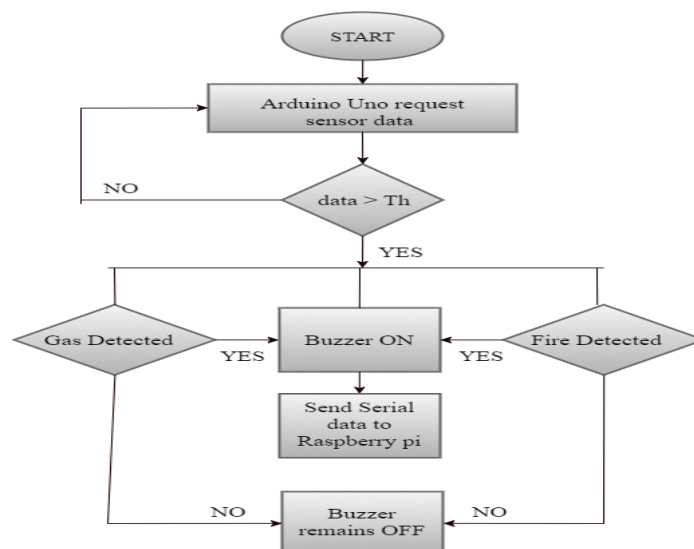 START
Arduino Uno request
sensor data
NO
data > Th
YES
Gas Detected
YES
Buzzer ON
YES
Fire Detected
Send Serial
data to
Raspberry pi
NO
Buzzer
remains OFF
NO